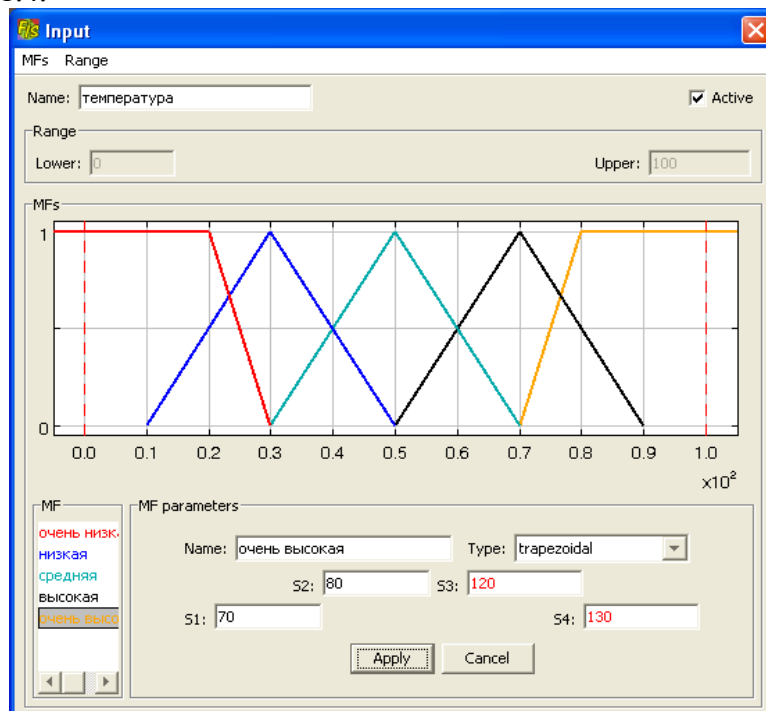 Fis Input
MFs Range
Name: температура Active
Range
Lower: 0 Upper: 100
MFs
1
0
0.0 0.1 0.2 0.3 0.4 0.5 0.6 0.7 0.8 0.9 1.0
x10²
MF MF parameters
очень низк
низкая
средняя
высокая
очень высо
Name: очень высокая Type: trapezoidal
S2: 80 S3: 120
S1: 70 S4: 130
Apply Cancel